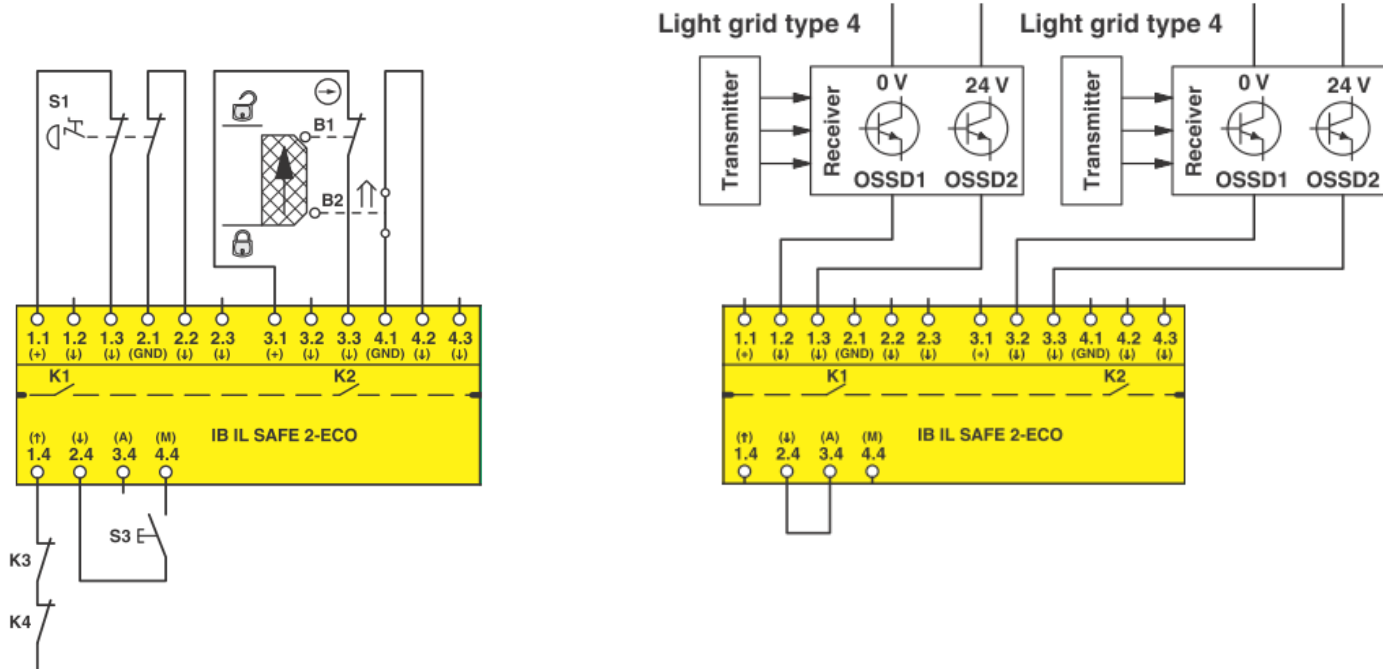 S1
B1
B2
1.1 1.2 1.3 2.1 2.2 2.3 3.1 3.2 3.3 4.1 4.2 4.3
(+) (↓) (↓) (GND) (↓) (↓) (+) (↓) (↓) (GND) (↓) (↓)
K1 K2
IB IL SAFE 2-ECO
(↑) (↓) (A) (M)
1.4 2.4 3.4 4.4
S3
K3
K4
Light grid type 4
Transmitter
Receiver
0 V 24 V
OSSD1 OSSD2
Light grid type 4
Transmitter
Receiver
0 V 24 V
OSSD1 OSSD2
1.1 1.2 1.3 2.1 2.2 2.3 3.1 3.2 3.3 4.1 4.2 4.3
(+) (↓) (↓) (GND) (↓) (↓) (+) (↓) (↓) (GND) (↓) (↓)
K1 K2
IB IL SAFE 2-ECO
(↑) (↓) (A) (M)
1.4 2.4 3.4 4.4